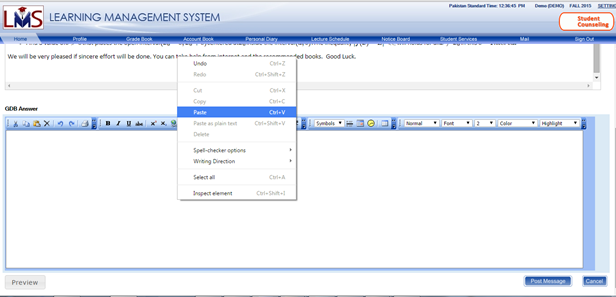 Pakistan Standard Time: 12:36:45 PM Demo (DEMO) FALL 2015 SETTING
LMS LEARNING MANAGEMENT SYSTEM
Student
Counseling
Home Profile Grade Book Account Book Personal Diary Lecture Schedule Notice Board Student Services Mail Sign Out
We will be very pleased if sincere effort will be done. You can take help from internet and the recommended books. Good Luck.
Undo Ctrl+Z
Redo Ctrl+Shift+Z
Cut Ctrl+X
Copy Ctrl+C
Paste Ctrl+V
Paste as plain text Ctrl+Shift+V
Delete
Spell-checker options
Writing Direction
Select all Ctrl+A
Inspect element Ctrl+Shift+I
GDB Answer
B I U abc X² X₂ Symbols Normal Font 2 Color Highlight
Preview
Post Message Cancel